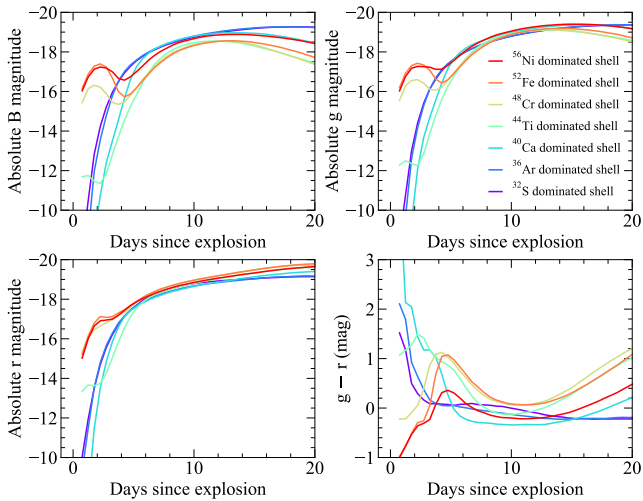 Absolute B magnitude
−20
−18
−16
−14
−12
−10
0
10
20
Days since explosion
Absolute g magnitude
−20
−18
−16
−14
−12
−10
0
10
20
Days since explosion
⁵⁶Ni dominated shell
⁵²Fe dominated shell
⁴⁸Cr dominated shell
⁴⁴Ti dominated shell
⁴⁰Ca dominated shell
³⁶Ar dominated shell
³²S dominated shell
Absolute r magnitude
−20
−18
−16
−14
−12
−10
0
10
20
Days since explosion
g − r (mag)
3
2
1
0
−1
0
10
20
Days since explosion